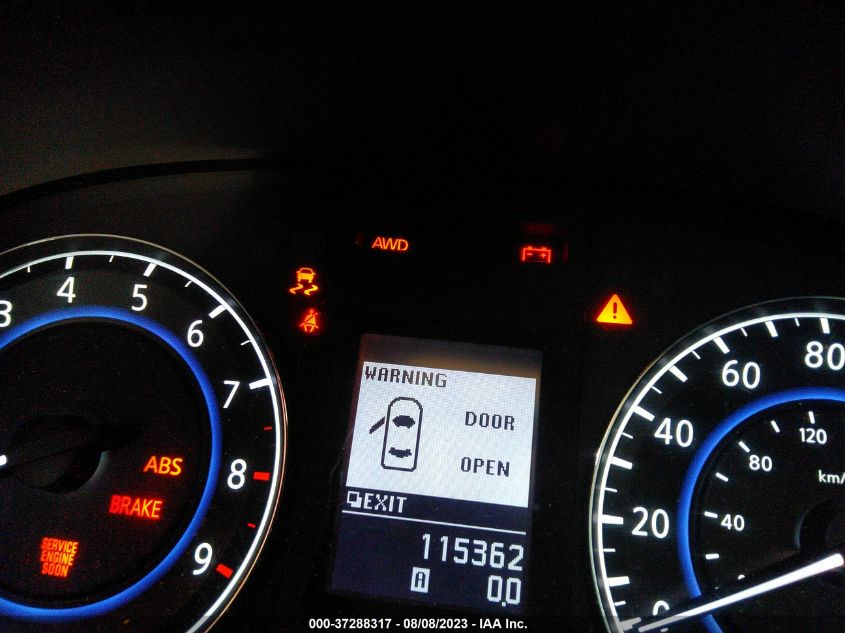 AWD
3 4 5 6 7 8 9
ABS
BRAKE
SERVICE
ENGINE
SOON
WARNING
DOOR
OPEN
EXIT
115362
A 0.0
0 20 40 60 80
40 80 120
km/
000-37288317 - 08/08/2023 - IAA Inc.